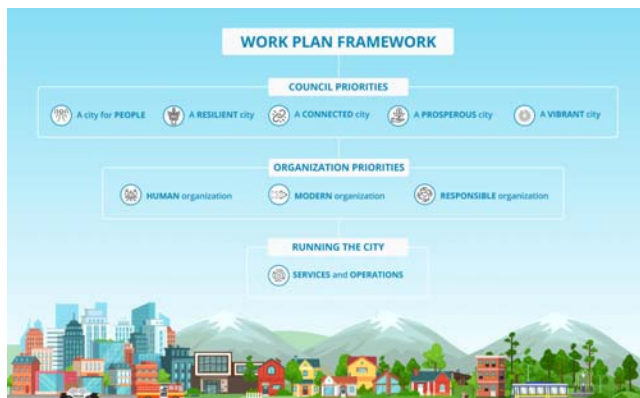 WORK PLAN FRAMEWORK
COUNCIL PRIORITIES
A city for PEOPLE
A RESILIENT city
A CONNECTED city
A PROSPEROUS city
A VIBRANT city
ORGANIZATION PRIORITIES
HUMAN organization
MODERN organization
RESPONSIBLE organization
RUNNING THE CITY
SERVICES and OPERATIONS